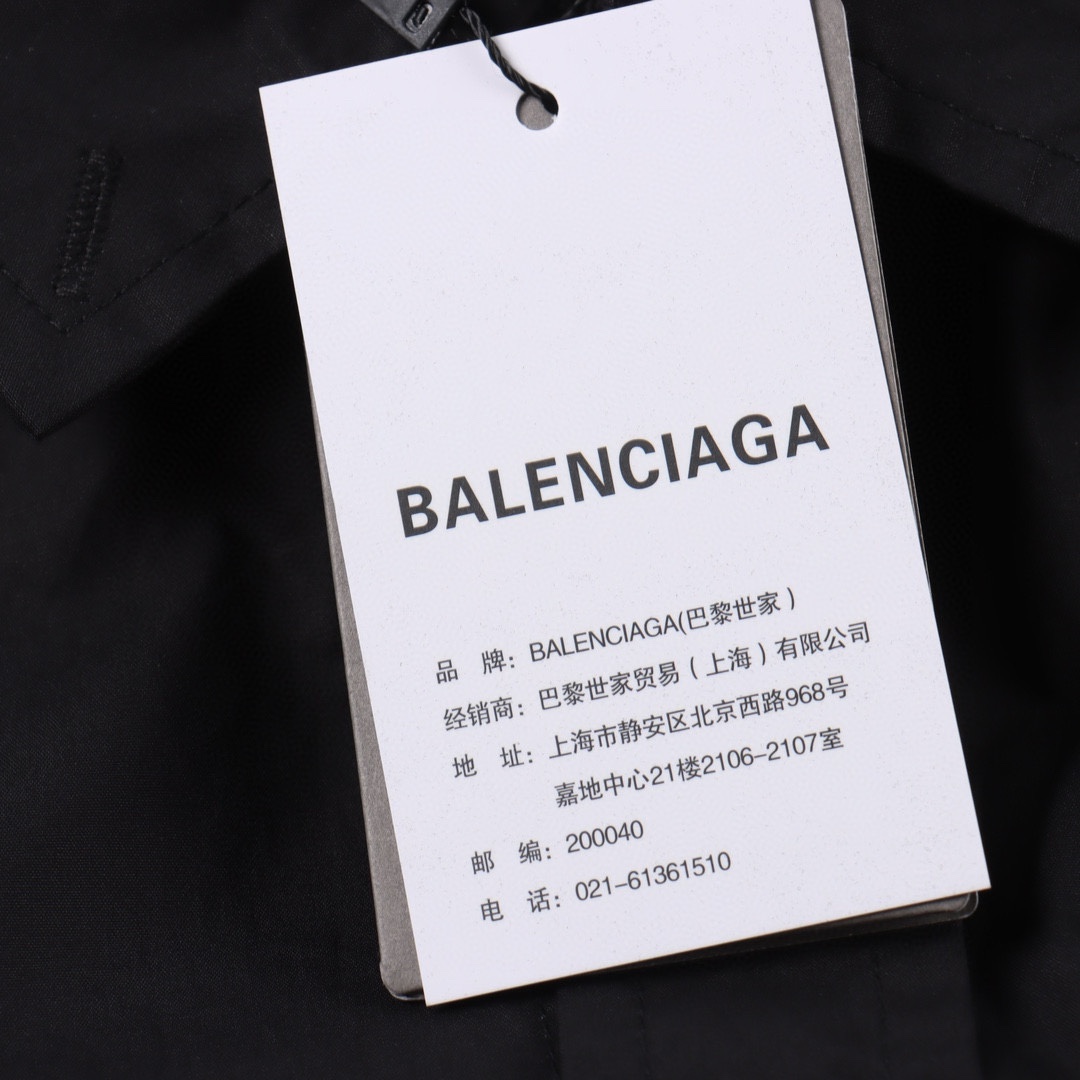 BALENCIAGA
品 牌：BALENCIAGA(巴黎世家）
经销商：巴黎世家贸易（上海）有限公司
地 址：上海市静安区北京西路968号
嘉地中心21楼2106-2107室
邮 编：200040
电 话：021-61361510